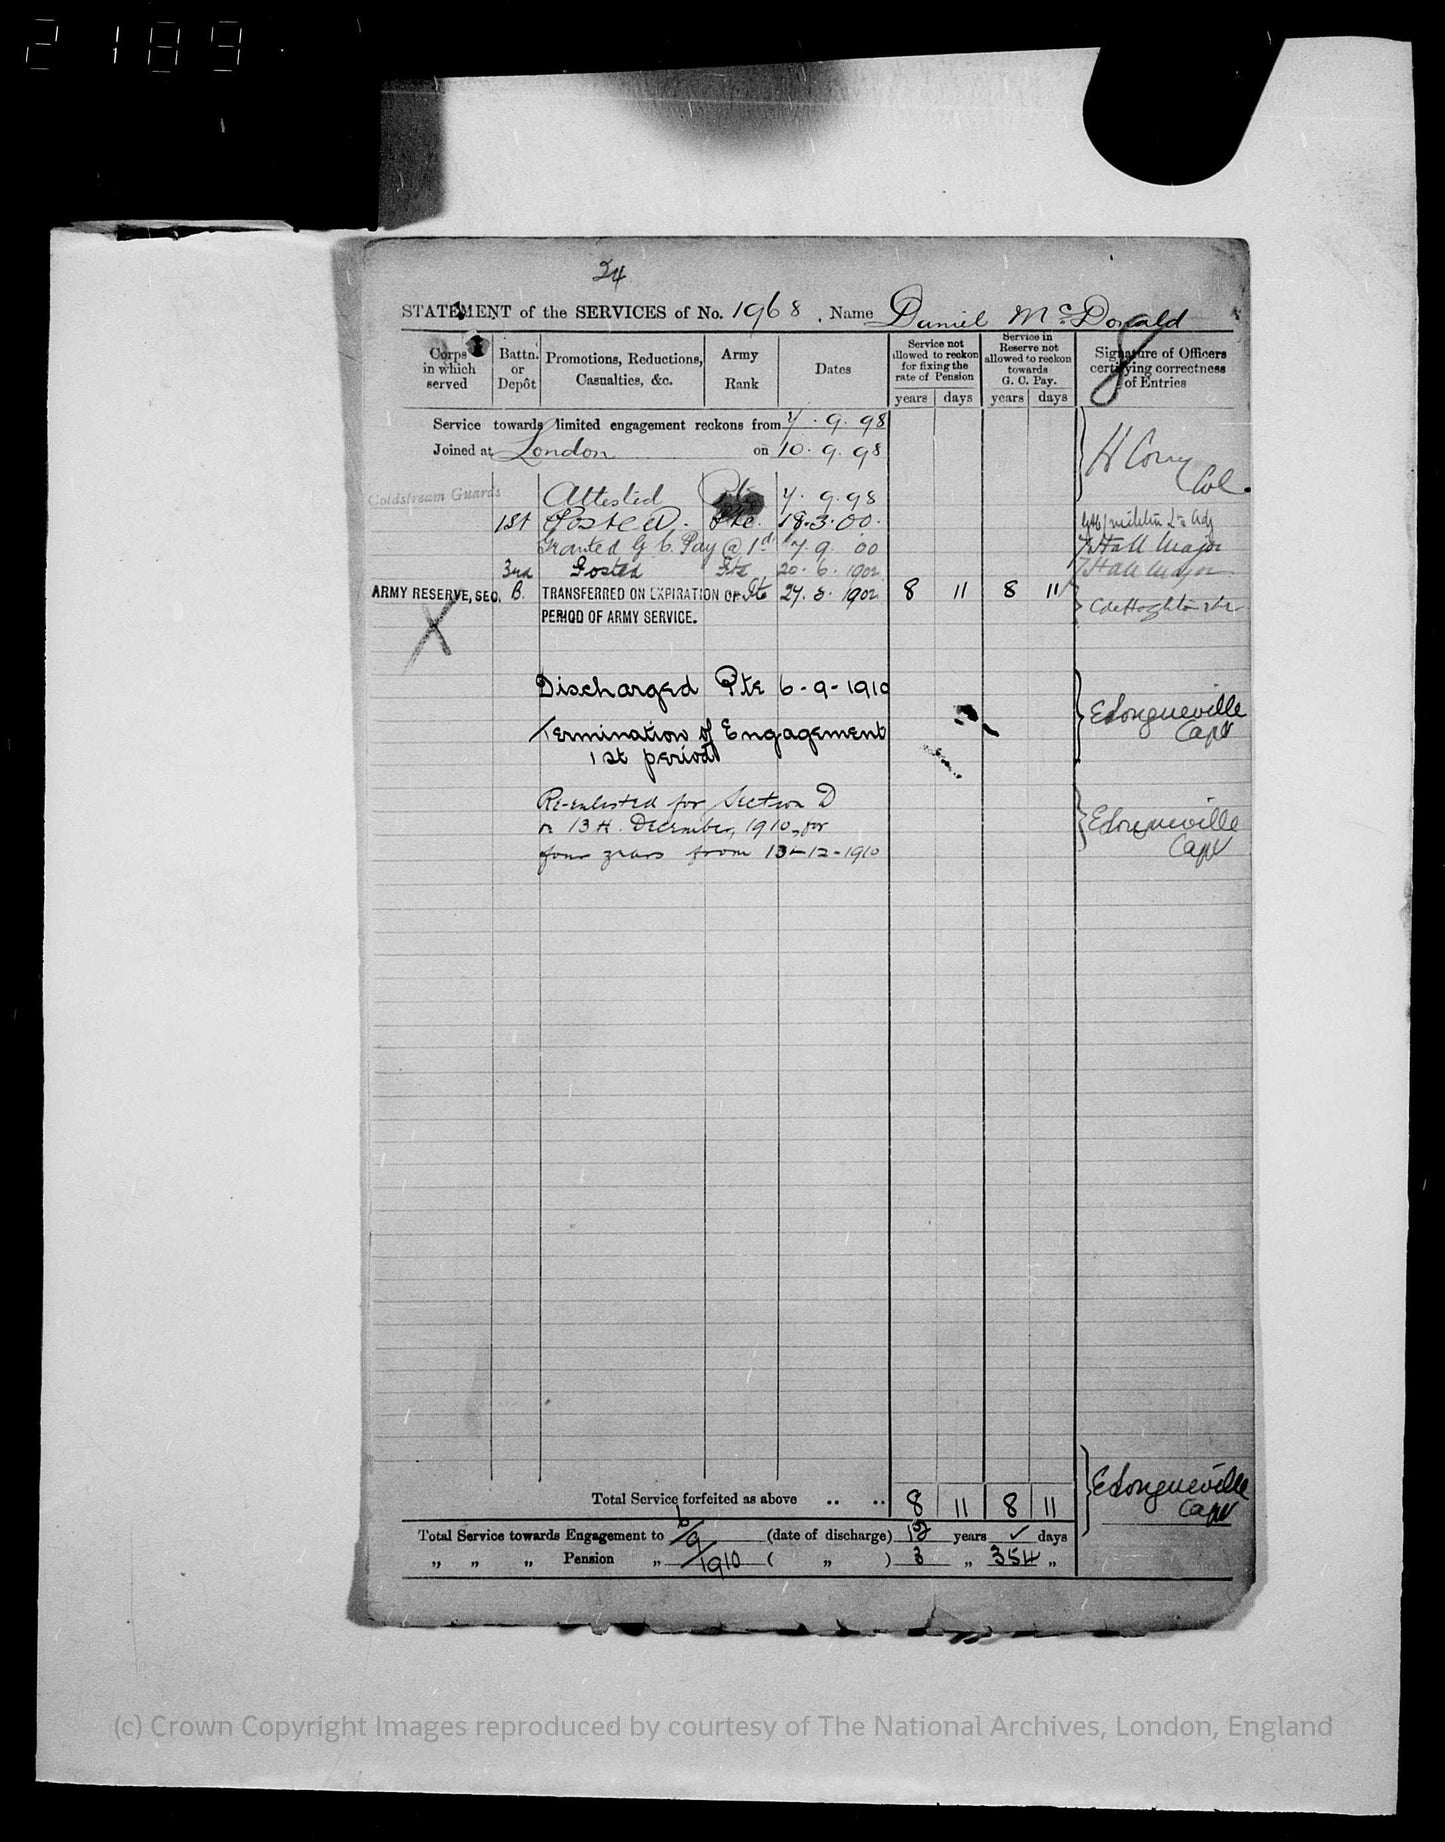 2189
24
STATEMENT of the SERVICES of No. 1968. Name Daniel McDonald
Corps in which served
Battn. or Depôt
Promotions, Reductions, Casualties, &c.
Army Rank
Dates
Service not allowed to reckon for fixing the rate of Pension
Service in Reserve not allowed to reckon towards G. C. Pay.
Signature of Officers certifying correctness of Entries
years days years days
Service towards limited engagement reckons from 7.9.98
Joined at London on 10.9.98
H Corry
Col.
Coldstream Guards Attested Pte 7.9.98
1st Posted. Pte. 18.3.00.
Granted G C. Pay @ 1d 7.9.00 Hall Major
3rd Posted Pte 20.6.1902 Hall Major
ARMY RESERVE, SEC. B. TRANSFERRED ON EXPIRATION OF Pte 27.8.1902 8 11 8 11
PERIOD OF ARMY SERVICE.
X
Discharged Pte 6-9-1910
Termination of Engagement
1st period
ELongueville
Capt
Re-enlisted for Section D
on 13th December, 1910, for
four years from 13-12-1910
ELongueville
Capt
Total Service forfeited as above .. .. 8 11 8 11
ELongueville
Capt
Total Service towards Engagement to 6/9/1910 (date of discharge) 12 years ✓ days
„ „ „ Pension „ ( „ ) 3 „ 354 „
(c) Crown Copyright Images reproduced by courtesy of The National Archives, London, England